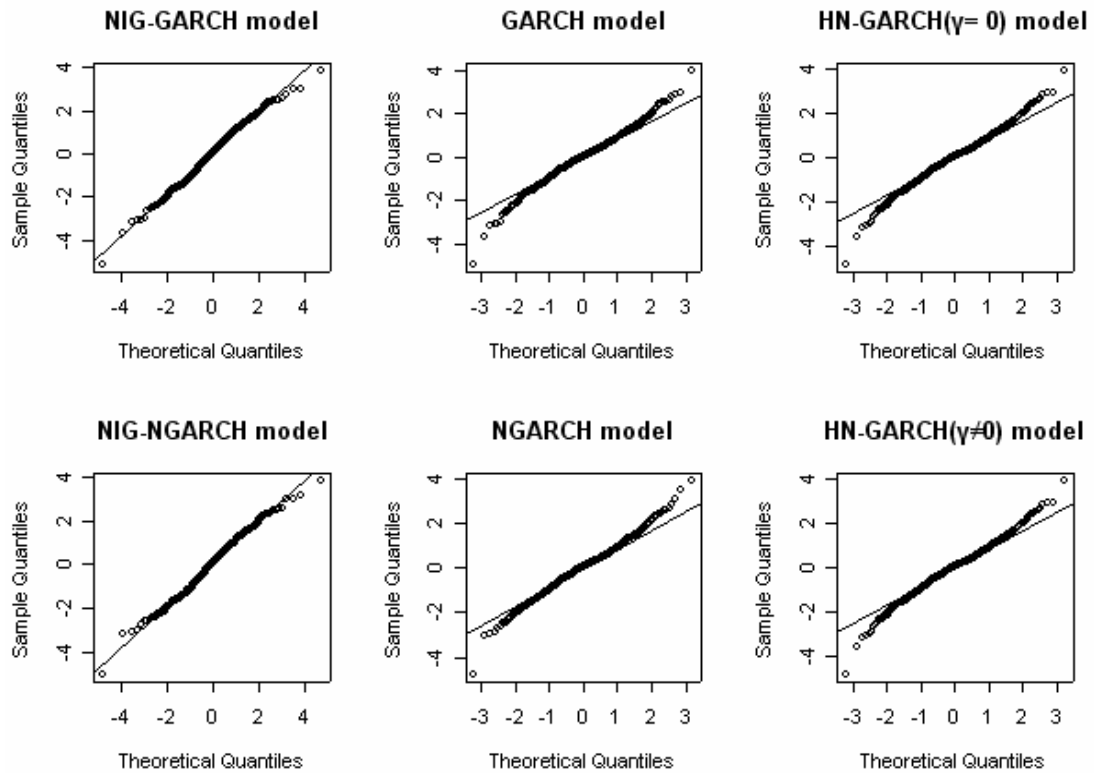 NIG-GARCH model
GARCH model
HN-GARCH(γ= 0) model
Sample Quantiles
4
2
0
-2
-4
-4 -2 0 2 4
Theoretical Quantiles
Sample Quantiles
4
2
0
-2
-4
-3 -2 -1 0 1 2 3
Theoretical Quantiles
Sample Quantiles
4
2
0
-2
-4
-3 -2 -1 0 1 2 3
Theoretical Quantiles
NIG-NGARCH model
NGARCH model
HN-GARCH(γ≠0) model
Sample Quantiles
4
2
0
-2
-4
-4 -2 0 2 4
Theoretical Quantiles
Sample Quantiles
4
2
0
-2
-4
-3 -2 -1 0 1 2 3
Theoretical Quantiles
Sample Quantiles
4
2
0
-2
-4
-3 -2 -1 0 1 2 3
Theoretical Quantiles